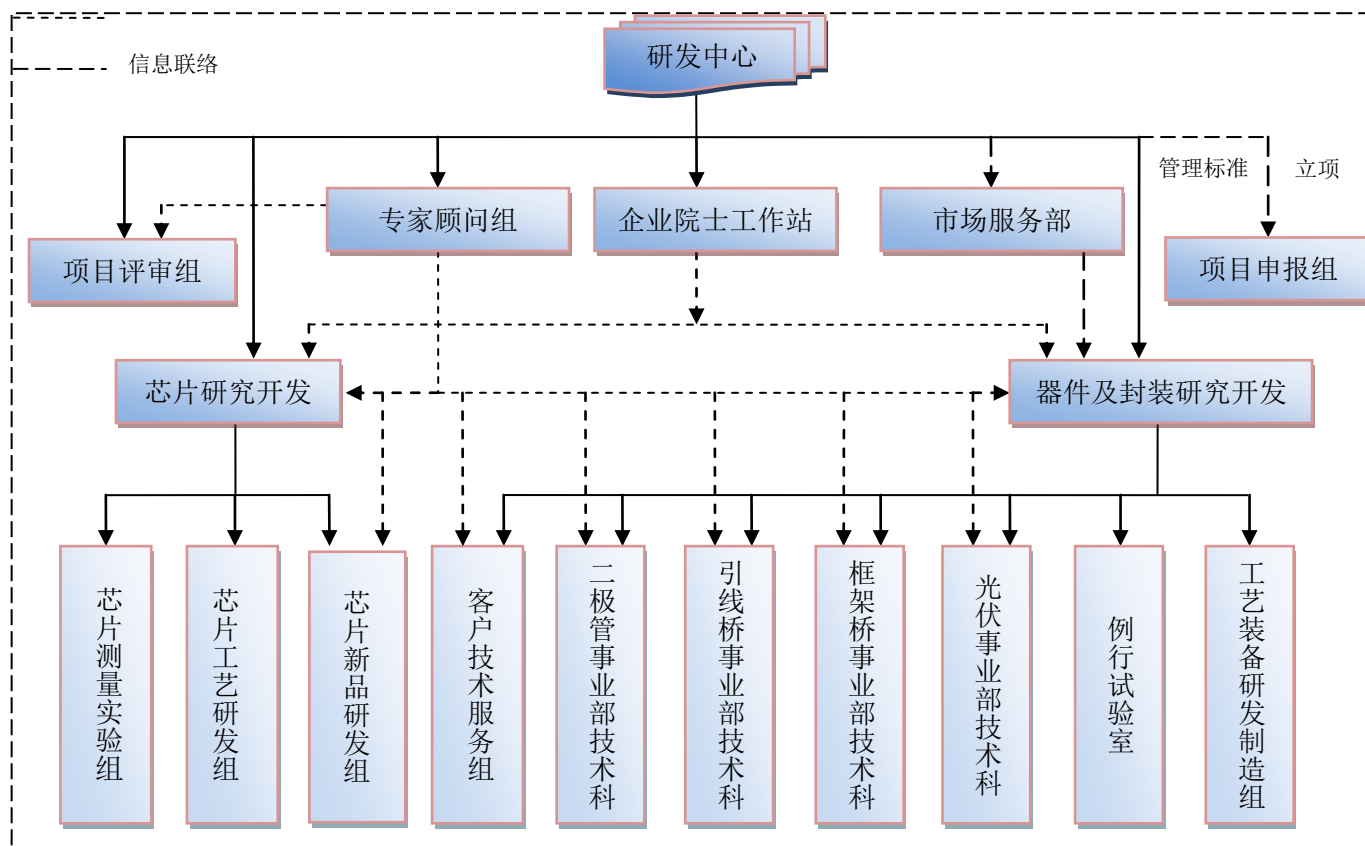 研发中心
信息联络
管理标准
立项
专家顾问组
企业院士工作站
市场服务部
项目评审组
项目申报组
芯片研究开发
器件及封装研究开发
芯片测量实验组
芯片工艺研发组
芯片新品研发组
客户技术服务组
二极管事业部技术科
引线桥事业部技术科
框架桥事业部技术科
光伏事业部技术科
例行试验室
工艺装备研发制造组